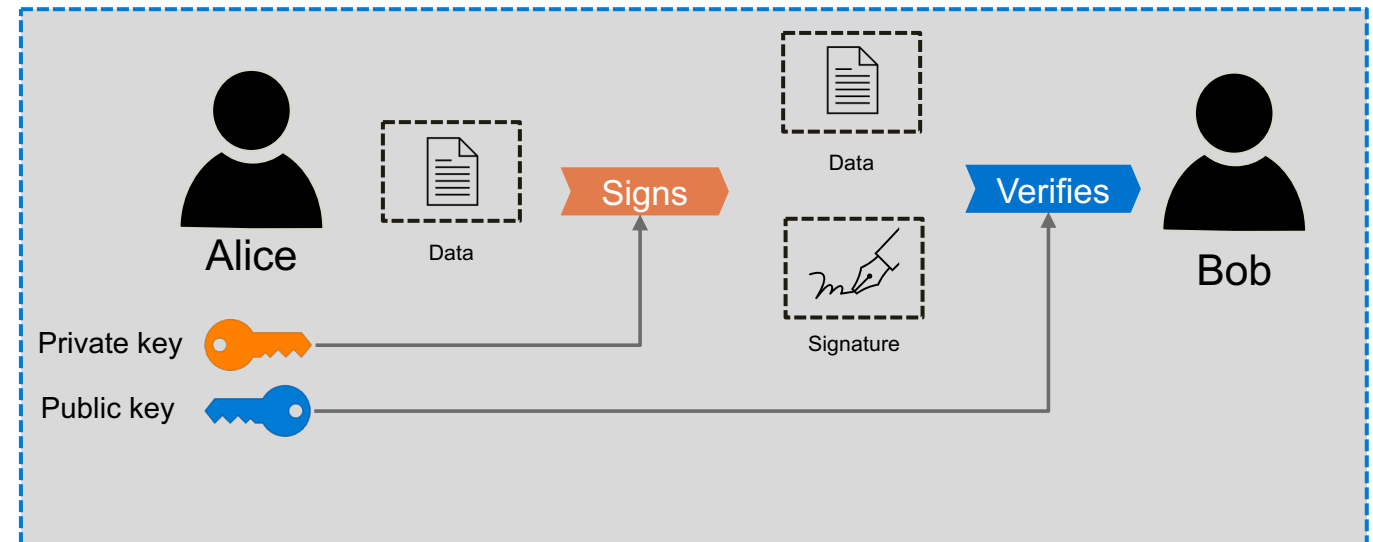 Alice
Data
Signs
Data
Signature
Verifies
Bob
Private key
Public key